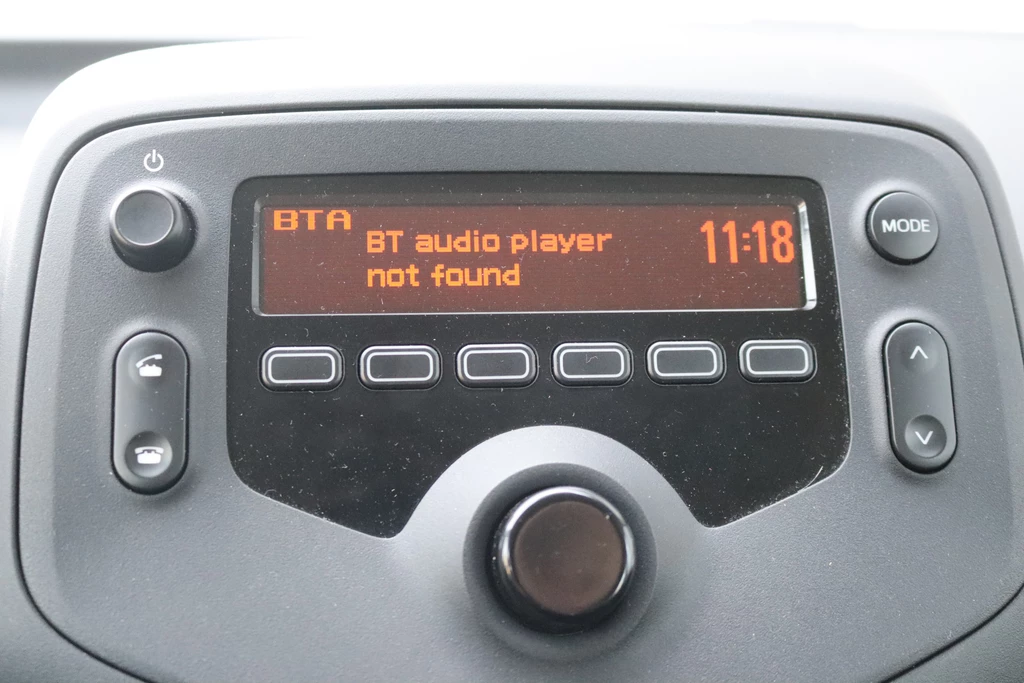 BTA
BT audio player
not found
11:18
MODE